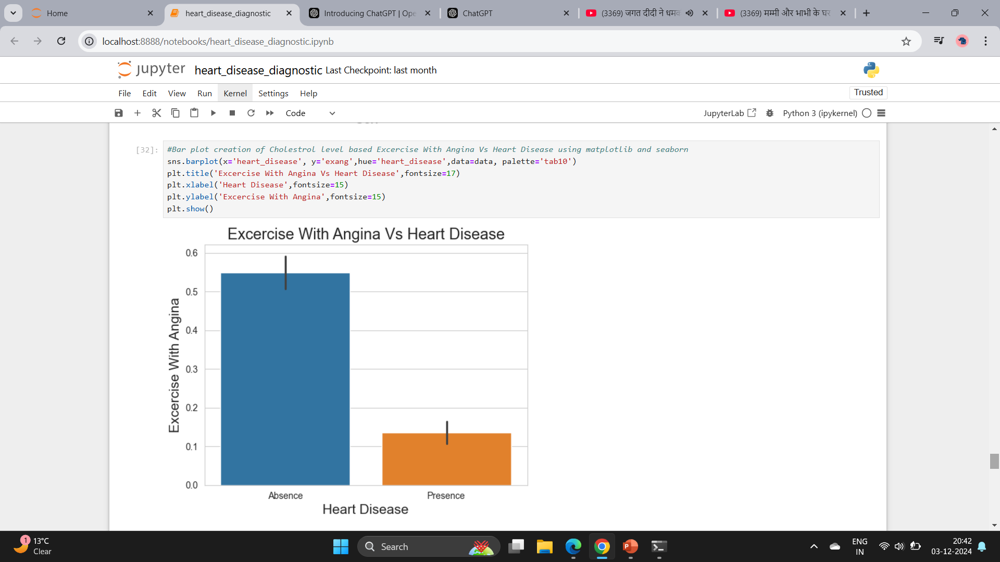 Home
heart_disease_diagnostic
Introducing ChatGPT | Ope
ChatGPT
(3369) जगत दीदी ने धमक
(3369) मम्मी और भाभी के घर
localhost:8888/notebooks/heart_disease_diagnostic.ipynb
jupyter heart_disease_diagnostic Last Checkpoint: last month
File Edit View Run Kernel Settings Help
Trusted
Code
JupyterLab
Python 3 (ipykernel)
[32]:
#Bar plot creation of Cholestrol level based Excercise With Angina Vs Heart Disease using matplotlib and seaborn
sns.barplot(x='heart_disease', y='exang',hue='heart_disease',data=data, palette='tab10')
plt.title('Excercise With Angina Vs Heart Disease',fontsize=17)
plt.xlabel('Heart Disease',fontsize=15)
plt.ylabel('Excercise With Angina',fontsize=15)
plt.show()
Excercise With Angina Vs Heart Disease
0.6
0.5
0.4
0.3
0.2
0.1
0.0
Excercise With Angina
Absence
Presence
Heart Disease
1
13°C
Clear
Search
P
ENG
IN
20:42
03-12-2024